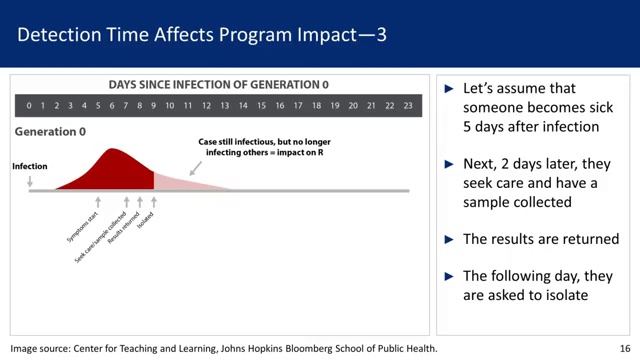 Detection Time Affects Program Impact—3
DAYS SINCE INFECTION OF GENERATION 0
0 1 2 3 4 5 6 7 8 9 10 11 12 13 14 15 16 17 18 19 20 21 22 23
Generation 0
Case still infectious, but no longer
infecting others = impact on R
Infection
Symptoms start
Seek care/sample collected
Results returned
Isolated
► Let’s assume that
someone becomes sick
5 days after infection
► Next, 2 days later, they
seek care and have a
sample collected
► The results are returned
► The following day, they
are asked to isolate
Image source: Center for Teaching and Learning, Johns Hopkins Bloomberg School of Public Health.
16